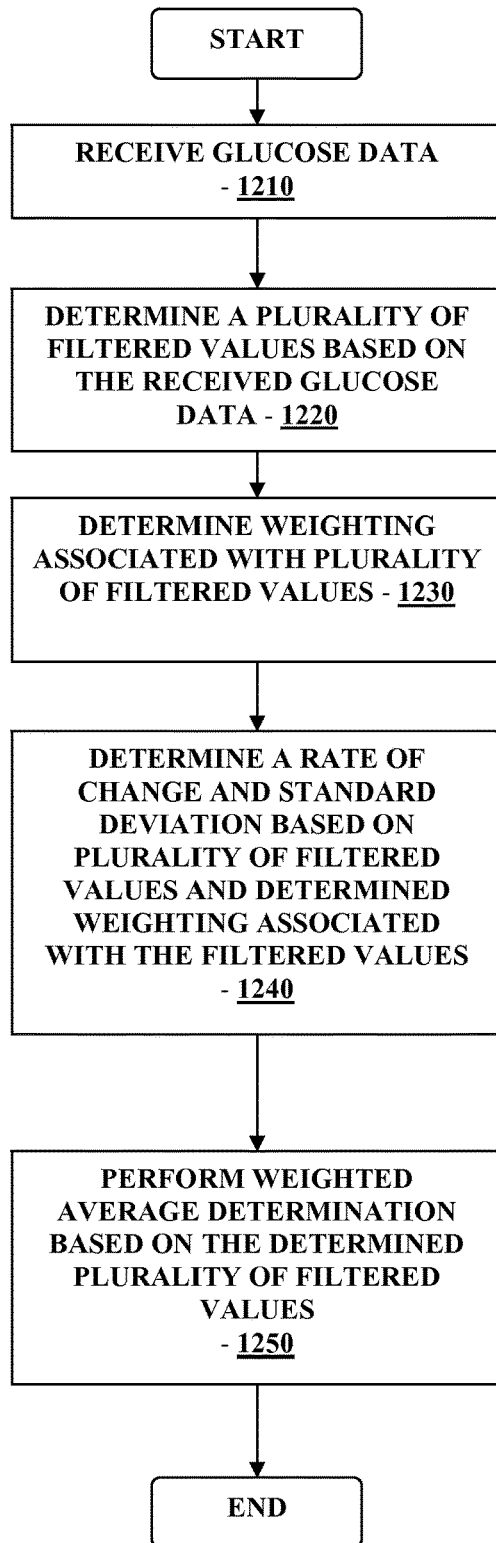 START
RECEIVE GLUCOSE DATA
- 1210
DETERMINE A PLURALITY OF
FILTERED VALUES BASED ON
THE RECEIVED GLUCOSE
DATA - 1220
DETERMINE WEIGHTING
ASSOCIATED WITH PLURALITY
OF FILTERED VALUES - 1230
DETERMINE A RATE OF
CHANGE AND STANDARD
DEVIATION BASED ON
PLURALITY OF FILTERED
VALUES AND DETERMINED
WEIGHTING ASSOCIATED
WITH THE FILTERED VALUES
- 1240
PERFORM WEIGHTED
AVERAGE DETERMINATION
BASED ON THE DETERMINED
PLURALITY OF FILTERED
VALUES
- 1250
END